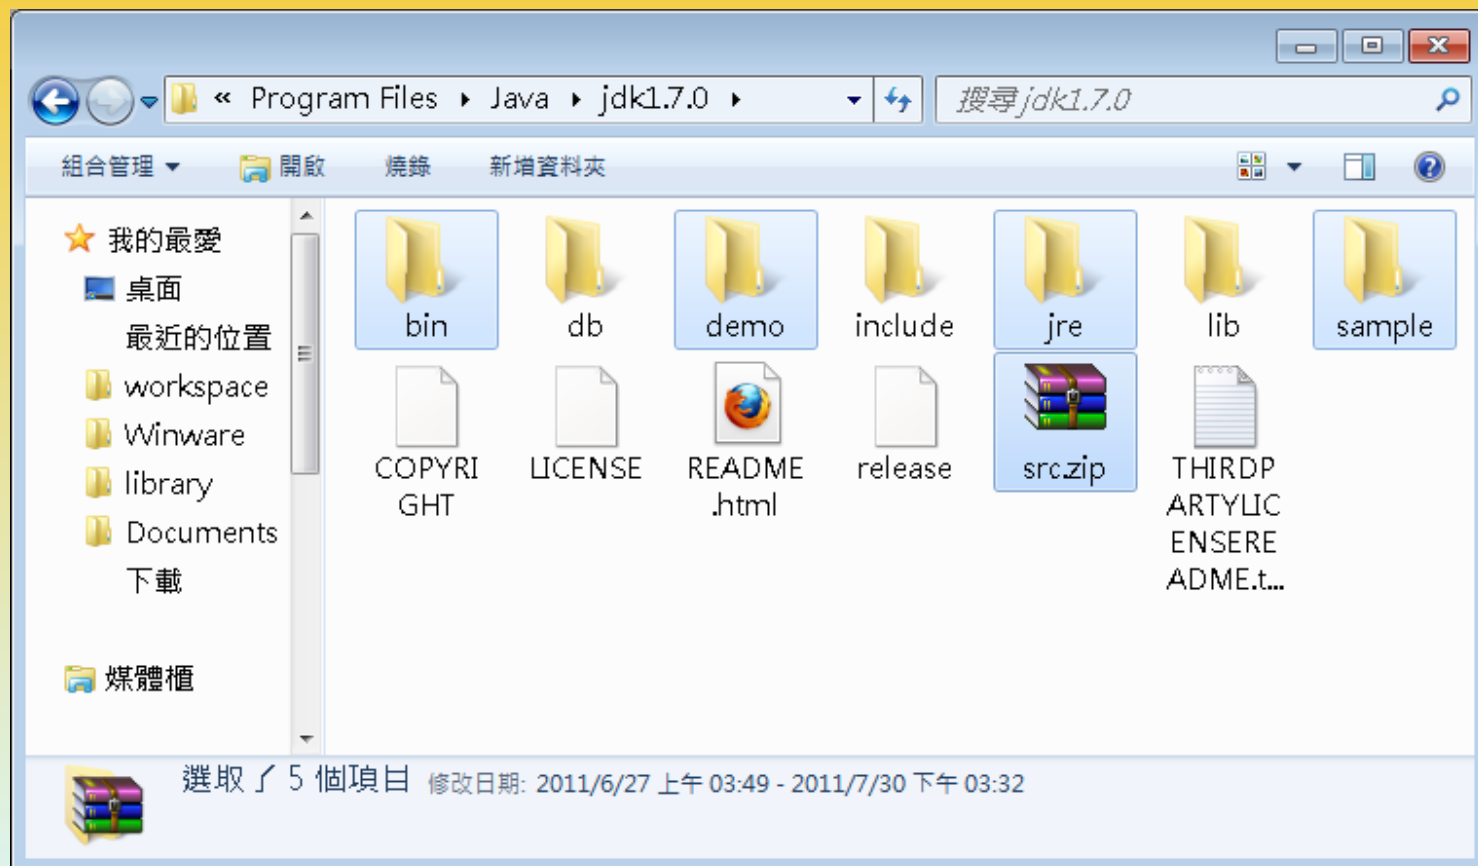 « Program Files ▸ Java ▸ jdk1.7.0 ▸
搜尋 jdk1.7.0
組合管理 ▼ 開啟 燒錄 新增資料夾
我的最愛
桌面
最近的位置
workspace
Winware
library
Documents
下載
媒體櫃
bin db demo include jre lib sample
COPYRI
GHT
LICENSE
README
.html
release
src.zip
THIRDP
ARTYLIC
ENSERE
ADME.t...
選取了 5 個項目 修改日期: 2011/6/27 上午 03:49 - 2011/7/30 下午 03:32